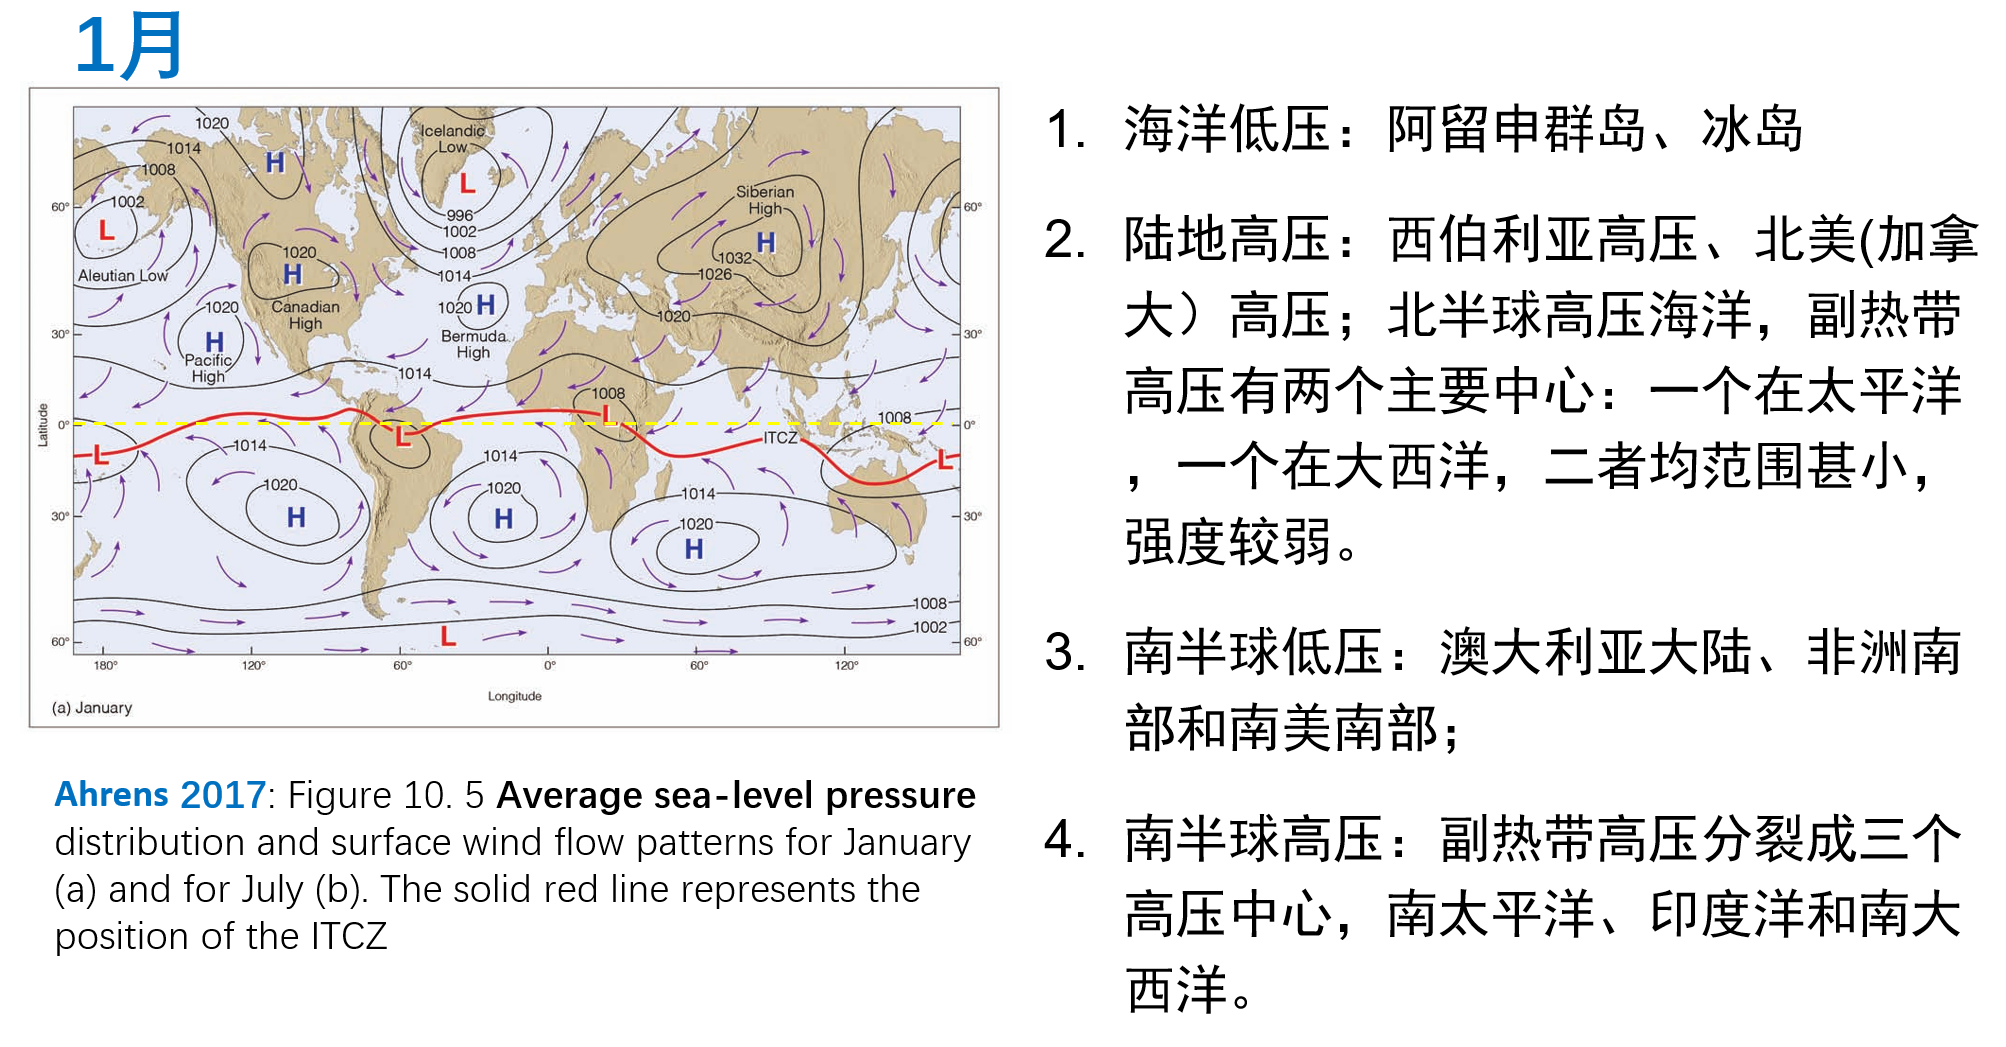 1月
1020
Icelandic
Low
1014
H
1008
L
Siberian
High
1002
60°
60°
996
L
1002
H
1020
1008
1032
Aleutian Low
H
1014
1026
1020
Canadian
High
1020
H
1020
H
Bermuda
High
30°
30°
Pacific
High
1014
1008
Latitude
L
1008
0°
0°
L
ITCZ
1014
L
1014
L
1020
1020
1014
H
H
30°
1020
30°
H
1008
1002
L
60°
60°
180°
120°
60°
0°
60°
120°
Longitude
(a) January
Ahrens 2017: Figure 10. 5 Average sea-level pressure
distribution and surface wind flow patterns for January
(a) and for July (b). The solid red line represents the
position of the ITCZ
1. 海洋低压：阿留申群岛、冰岛
2. 陆地高压：西伯利亚高压、北美(加拿
大）高压；北半球高压海洋，副热带
高压有两个主要中心：一个在太平洋
，一个在大西洋，二者均范围甚小，
强度较弱。
3. 南半球低压：澳大利亚大陆、非洲南
部和南美南部；
4. 南半球高压：副热带高压分裂成三个
高压中心，南太平洋、印度洋和南大
西洋。